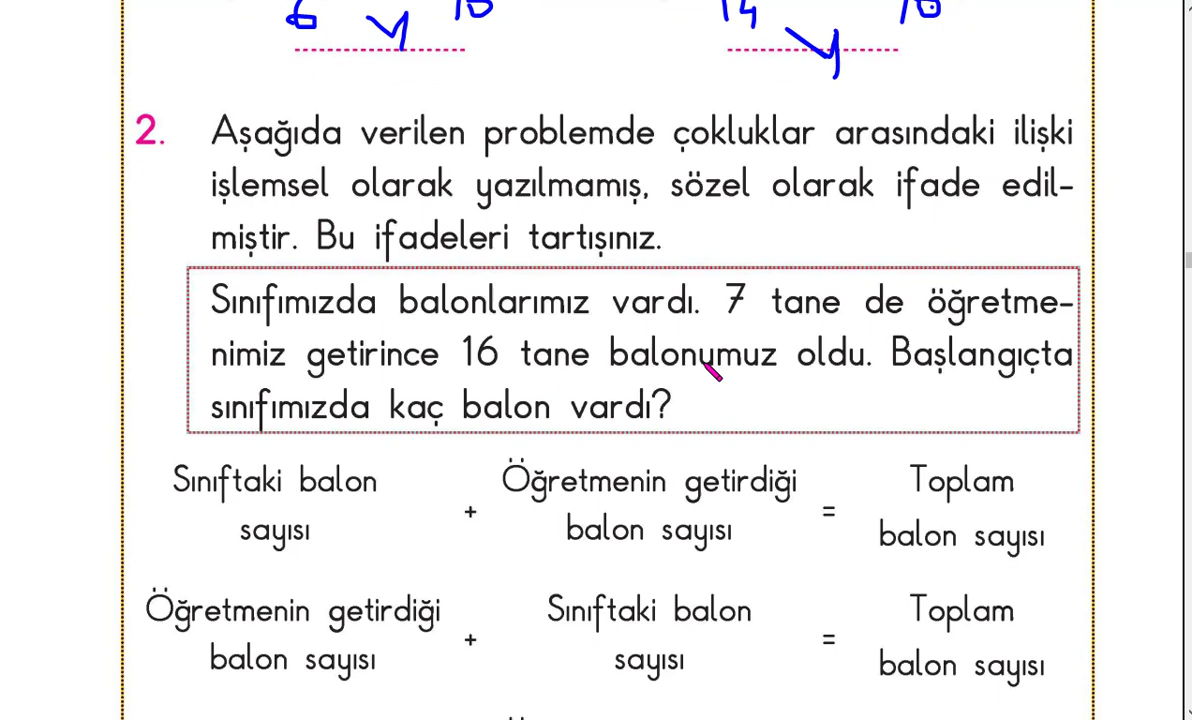 6 y
2. Aşağıda verilen problemde çokluklar arasındaki ilişki
işlemsel olarak yazılmamış, sözel olarak ifade edil-
miştir. Bu ifadeleri tartışınız.
Sınıfımızda balonlarımız vardı. 7 tane de öğretme-
nimiz getirince 16 tane balonumuz oldu. Başlangıçta
sınıfımızda kaç balon vardı?
Sınıftaki balon Öğretmenin getirdiği Toplam
+ =
sayısı balon sayısı balon sayısı
Öğretmenin getirdiği Sınıftaki balon Toplam
+ =
balon sayısı sayısı balon sayısı